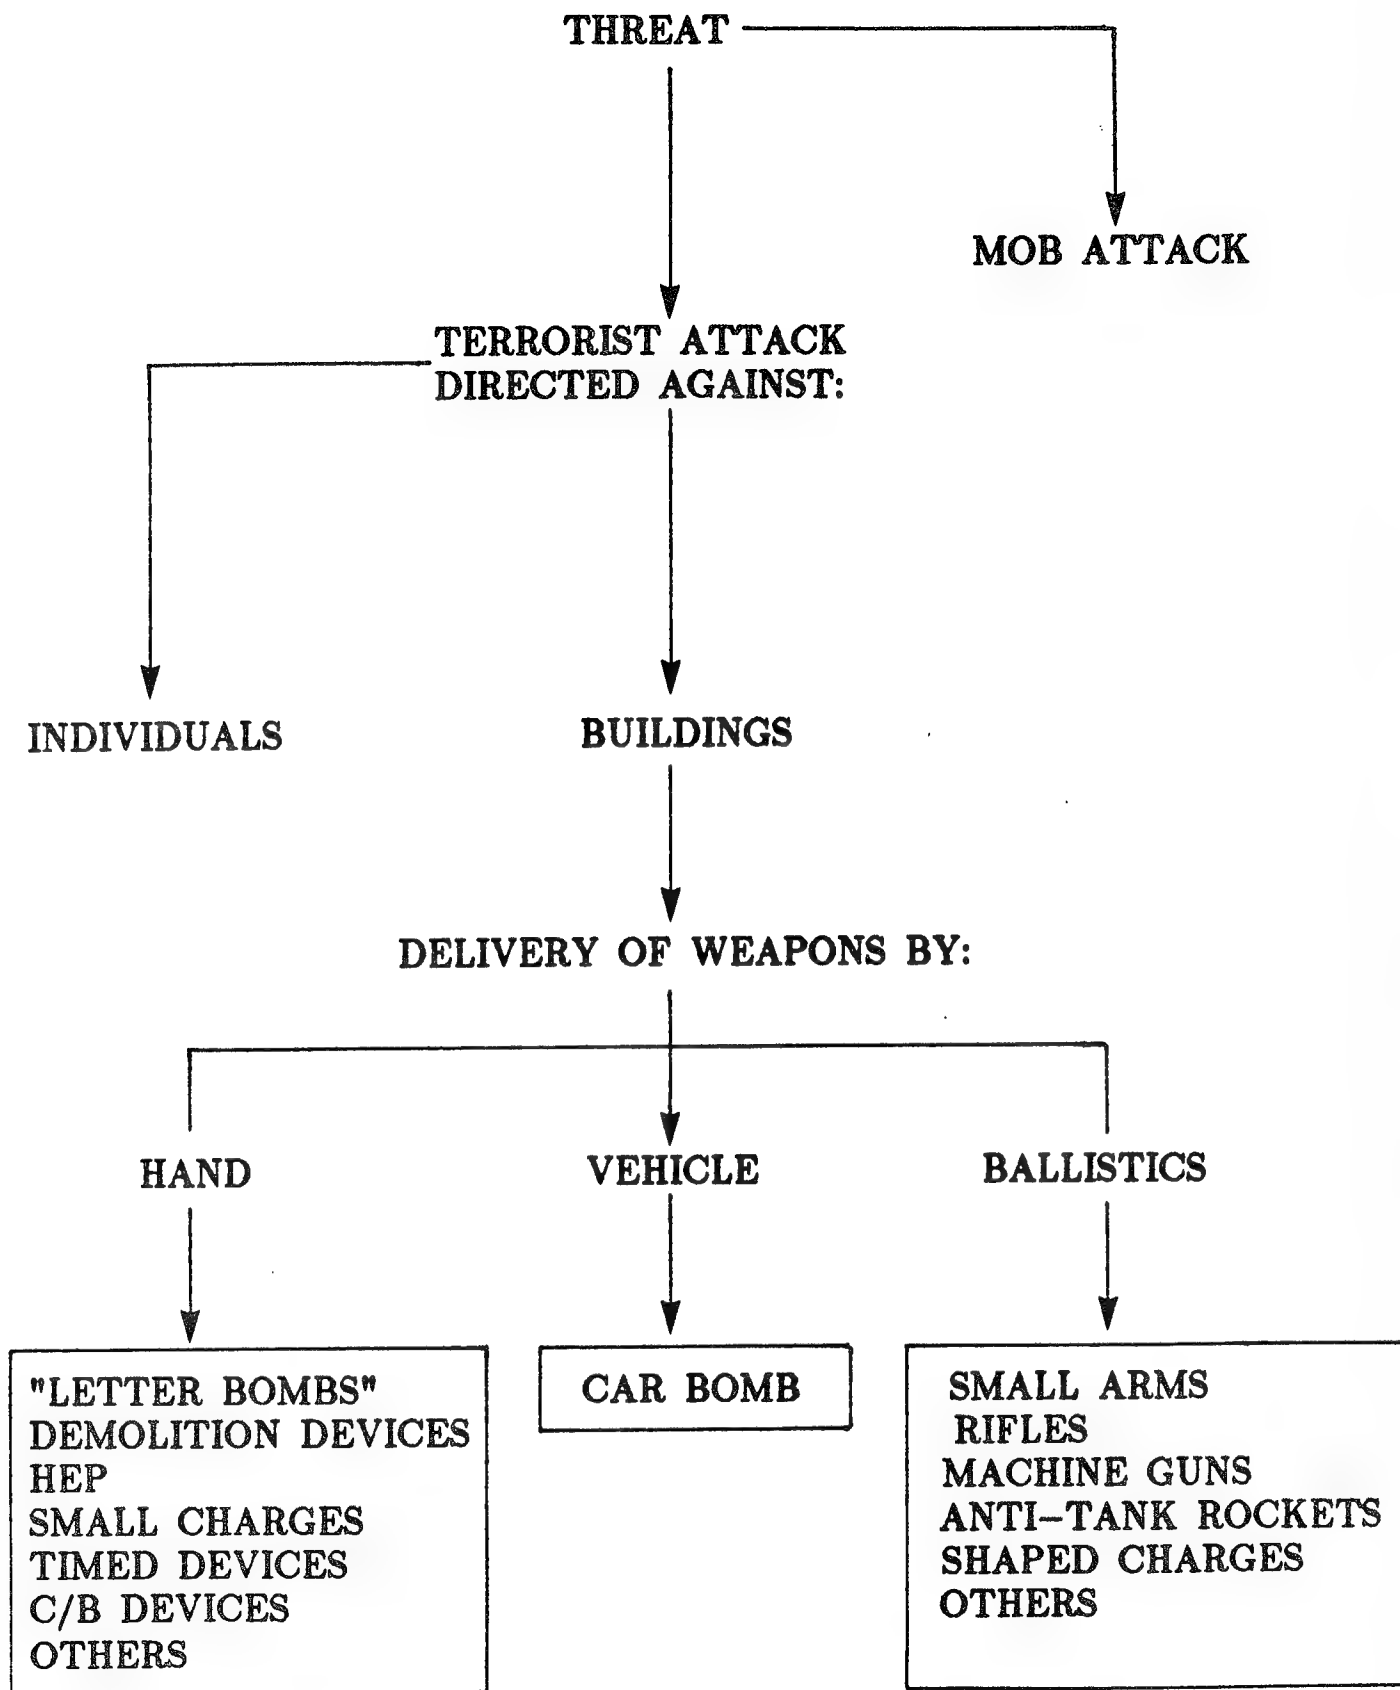 THREAT
MOB ATTACK
TERRORIST ATTACK
DIRECTED AGAINST:
INDIVIDUALS
BUILDINGS
DELIVERY OF WEAPONS BY:
HAND
VEHICLE
BALLISTICS
"LETTER BOMBS"
DEMOLITION DEVICES
HEP
SMALL CHARGES
TIMED DEVICES
C/B DEVICES
OTHERS
CAR BOMB
SMALL ARMS
RIFLES
MACHINE GUNS
ANTI-TANK ROCKETS
SHAPED CHARGES
OTHERS